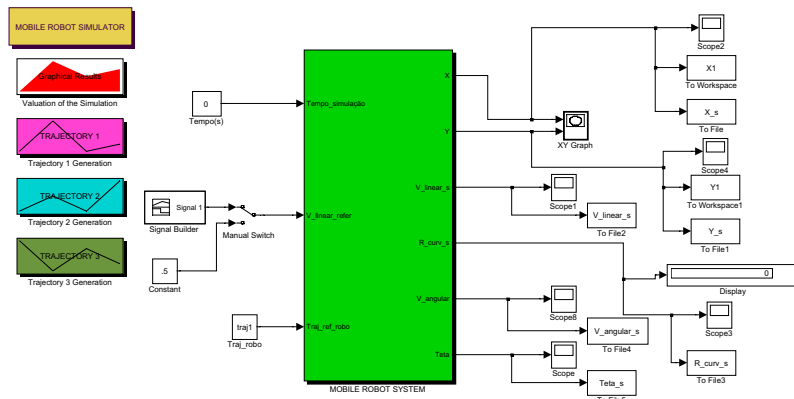 MOBILE ROBOT SIMULATOR
Graphical Results
Valuation of the Simulation
TRAJECTORY 1
Trajectory 1 Generation
TRAJECTORY 2
Trajectory 2 Generation
TRAJECTORY 3
Trajectory 3 Generation
0
Tempo(s)
Signal 1
Signal Builder
Manual Switch
.5
Constant
traj1
Traj_robo
Tempo_simulação
V_linear_refer
Traj_ref_robo
X
Y
V_linear_s
R_curv_s
V_angular
Teta
MOBILE ROBOT SYSTEM
XY Graph
Scope2
X1
To Workspace
X_s
To File
Scope4
Y1
To Workspace1
Y_s
To File1
Scope1
V_linear_s
To File2
0
Display
Scope3
R_curv_s
To File3
Scope8
V_angular_s
To File4
Scope
Teta_s
To File5